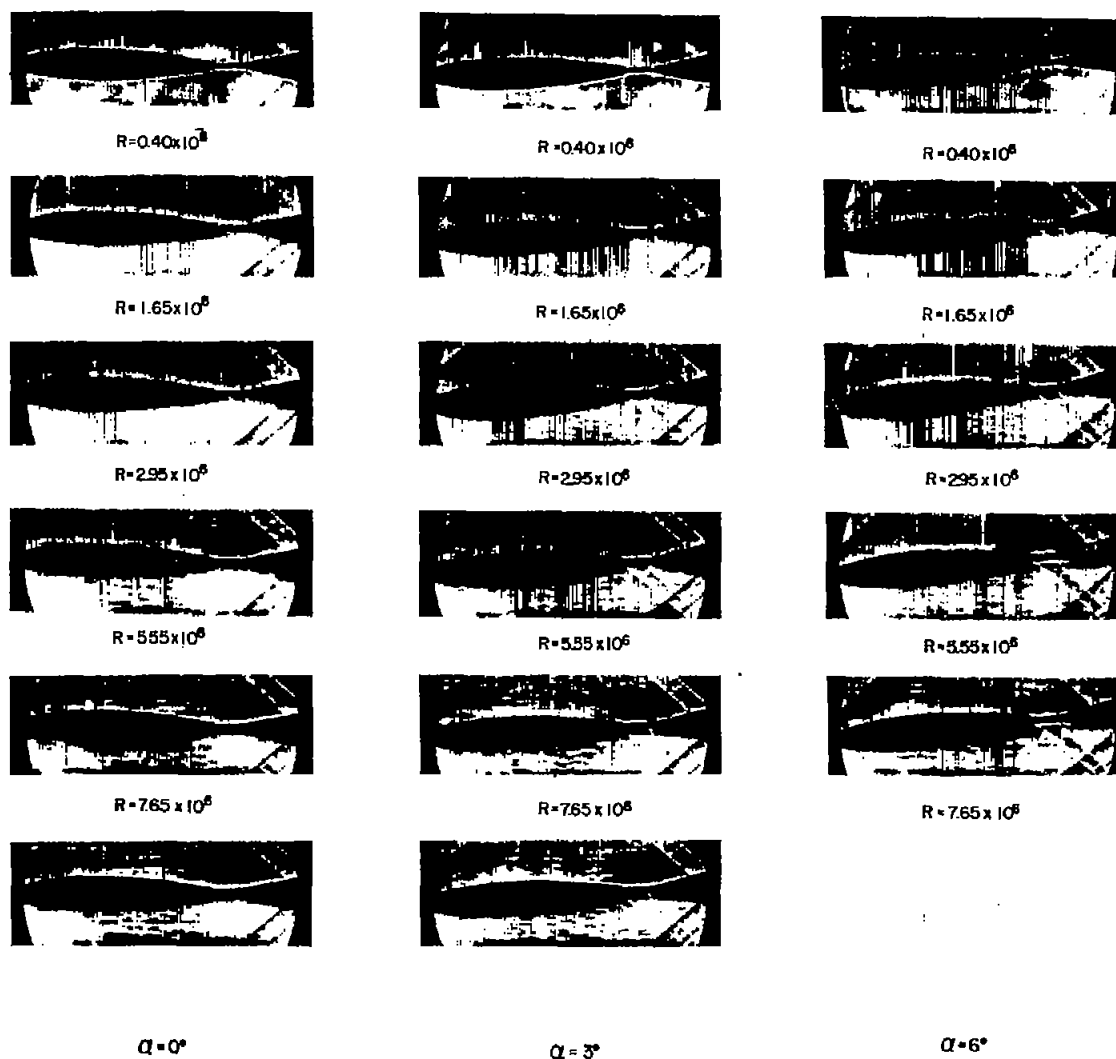 R=0.40x10⁶
R=0.40x10⁶
R=0.40x10⁶
R=1.65x10⁶
R=1.65x10⁶
R=1.65x10⁶
R=2.95x10⁶
R=2.95x10⁶
R=2.95x10⁶
R=5.55x10⁶
R=5.55x10⁶
R=5.55x10⁶
R=7.65x10⁶
R=7.65x10⁶
R=7.65x10⁶
α=0°
α=3°
α=6°